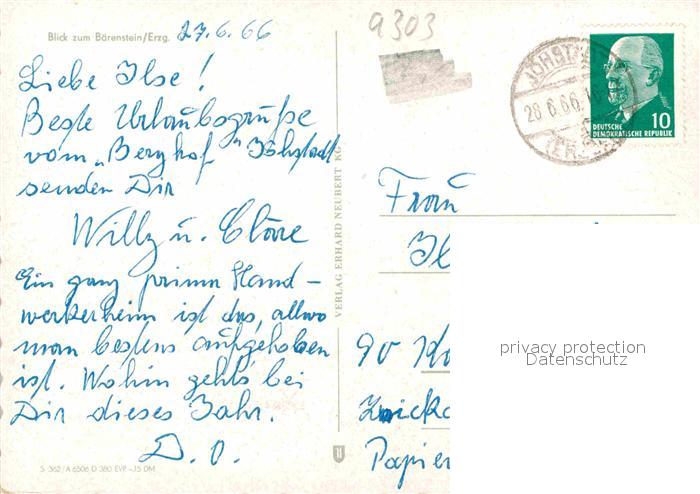 Blick zum Bärenstein/Erzg.
27.6.66
Liebe Ilse!
Beste Urlaubsgrüße
vom „Berghof“ Jöhstadt
senden Dir
Willy u. Cläre
Ein ganz prima Hand-
werkerheim ist das, allwo
man bestens aufgehoben
ist. Wohin gehts bei
Dir dieses Jahr.
D. O.
S 362/A 6506 D 380 EVP -,15 DM
VERLAG ERHARD NEUBERT KG
9303
28.6.66
DEUTSCHE
DEMOKRATISCHE REPUBLIK
10
Frau
Il
90 Ka
Zwicka
Papier
privacy protection
Datenschutz